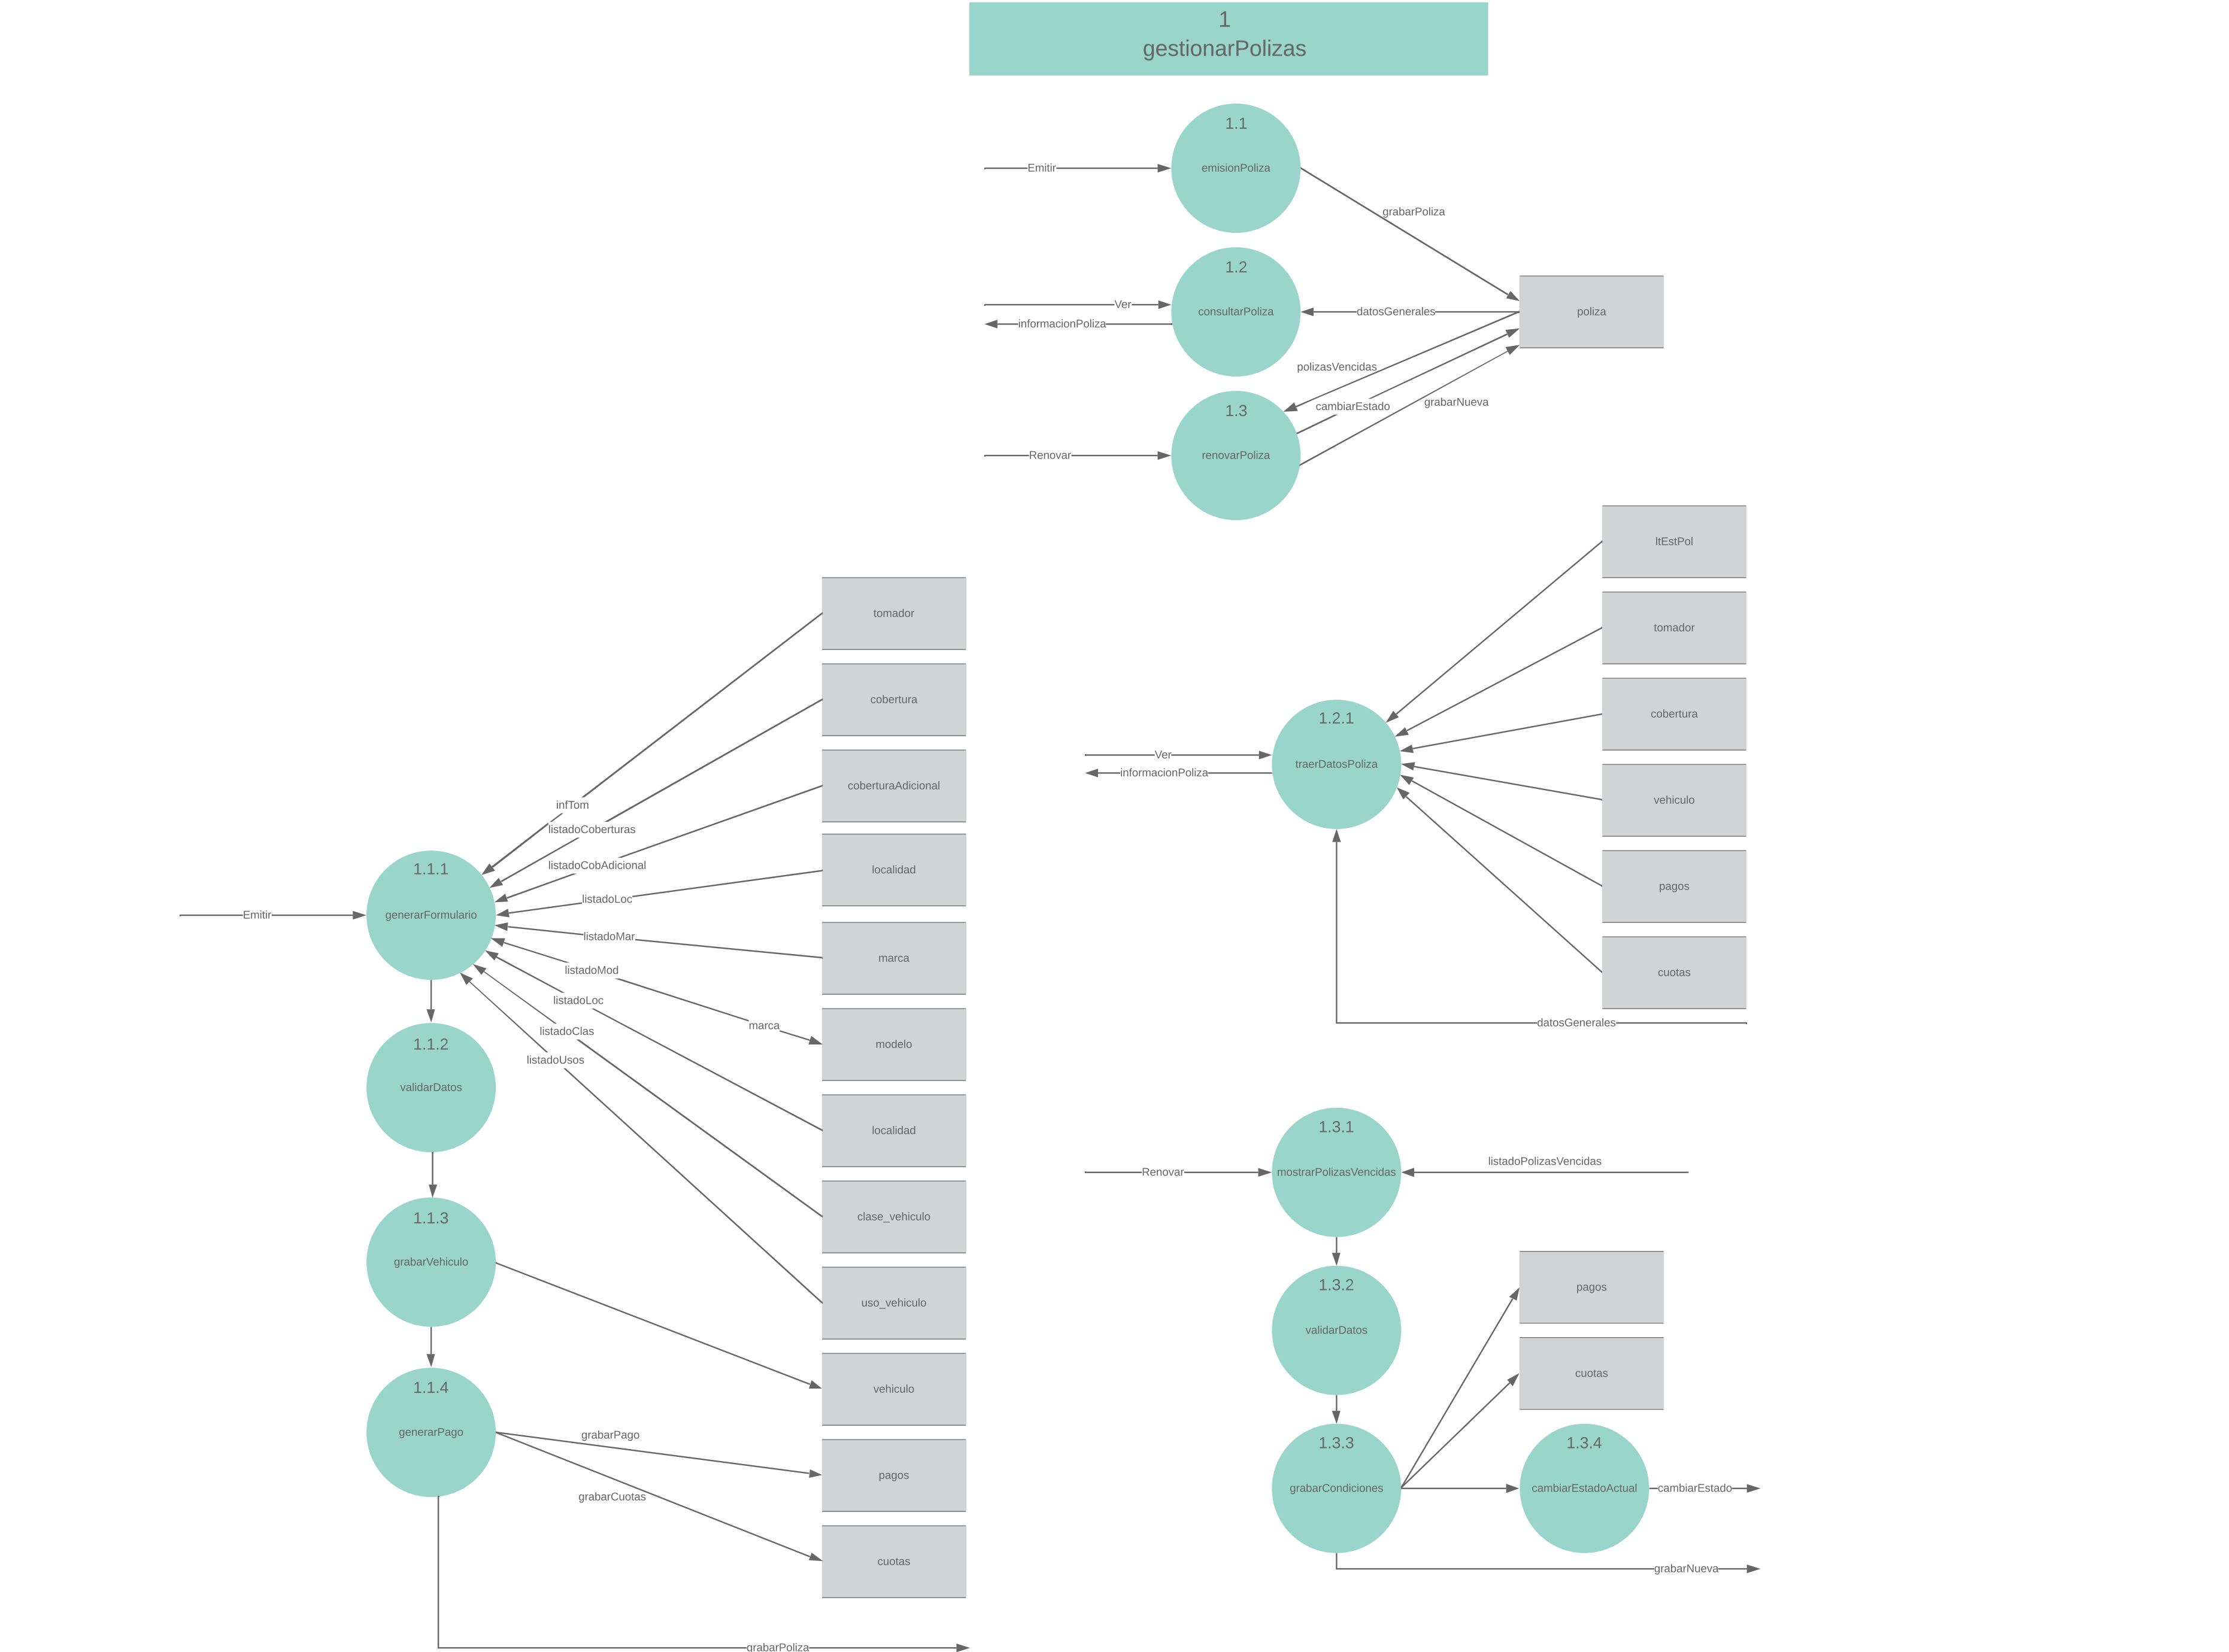 1
gestionarPolizas
1.1
emisionPoliza
Emitir
grabarPoliza
1.2
consultarPoliza
Ver
informacionPoliza
datosGenerales
poliza
polizasVencidas
cambiarEstado
grabarNueva
1.3
renovarPoliza
Renovar
tomador
cobertura
coberturaAdicional
localidad
marca
modelo
localidad
clase_vehiculo
uso_vehiculo
vehiculo
pagos
cuotas
infTom
listadoCoberturas
listadoCobAdicional
listadoLoc
listadoMar
listadoMod
marca
listadoLoc
listadoClas
listadoUsos
Emitir
1.1.1
generarFormulario
1.1.2
validarDatos
1.1.3
grabarVehiculo
1.1.4
generarPago
grabarPago
grabarCuotas
grabarPoliza
ltEstPol
tomador
cobertura
vehiculo
pagos
cuotas
1.2.1
traerDatosPoliza
Ver
informacionPoliza
datosGenerales
1.3.1
mostrarPolizasVencidas
Renovar
listadoPolizasVencidas
1.3.2
validarDatos
pagos
cuotas
1.3.3
grabarCondiciones
1.3.4
cambiarEstadoActual
cambiarEstado
grabarNueva